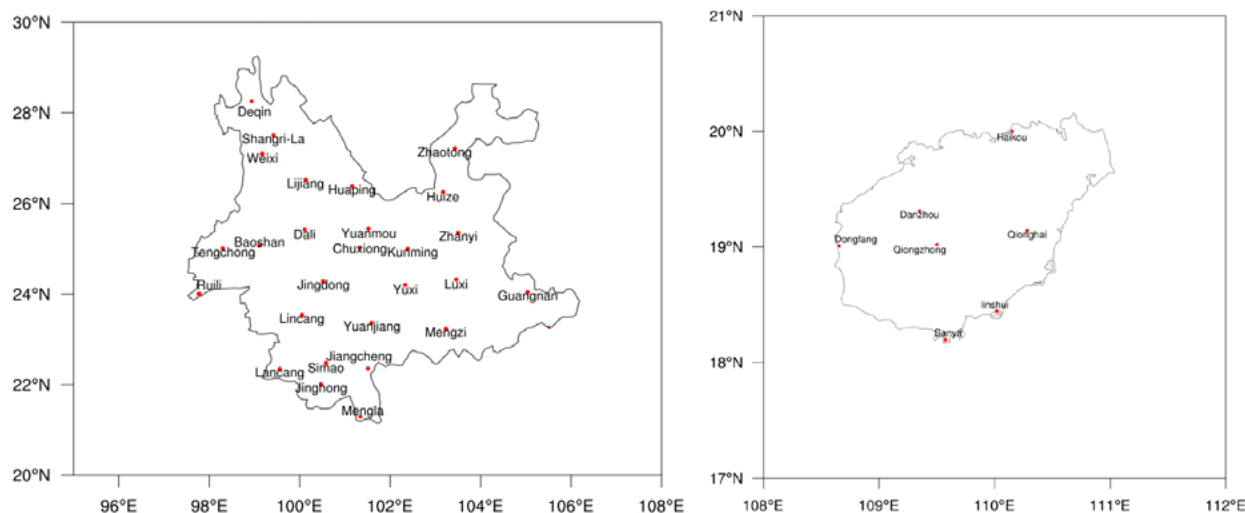 30°N
28°N
26°N
24°N
22°N
20°N
96°E 98°E 100°E 102°E 104°E 106°E 108°E
Deqin
Shangri-La
Weixi
Zhaotong
Lijiang
Huaping
Huize
Dali
Yuanmou
Zhanyi
Baoshan
Tengchong
Chuxiong
Kunming
Ruili
Jingdong
Yuxi
Luxi
Guangnan
Lincang
Yuanjiang
Mengzi
Jiangcheng
Simao
Lancang
Jinghong
Mengla
21°N
20°N
19°N
18°N
17°N
108°E 109°E 110°E 111°E 112°E
Haikou
Danzhou
Qionghai
Dongfang
Qiongzhong
linshui
Sanya